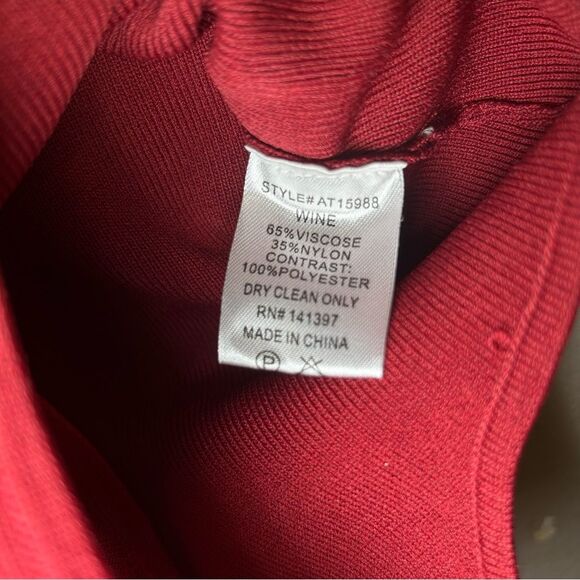 STYLE# AT15988
WINE
65%VISCOSE
35%NYLON
CONTRAST:
100%POLYESTER
DRY CLEAN ONLY
RN# 141397
MADE IN CHINA
P